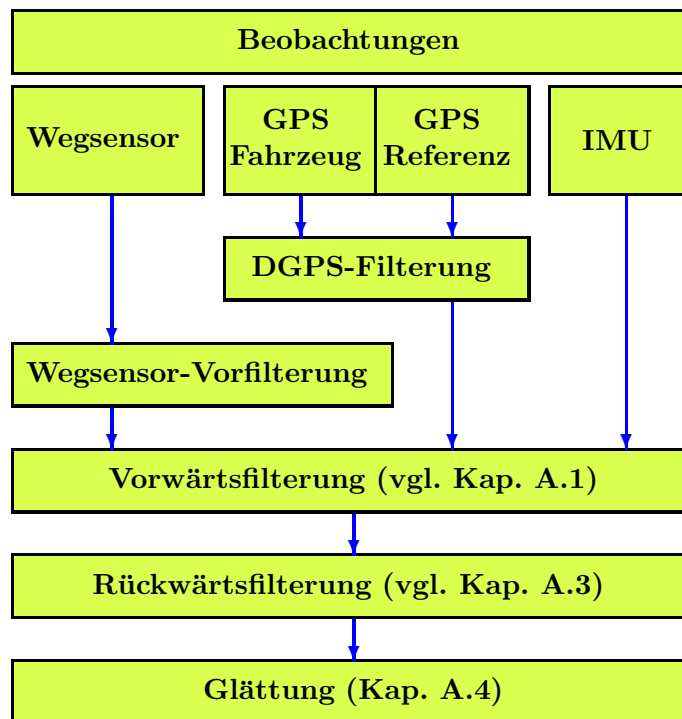 Beobachtungen
Wegsensor
GPS
Fahrzeug
GPS
Referenz
IMU
DGPS-Filterung
Wegsensor-Vorfilterung
Vorwärtsfilterung (vgl. Kap. A.1)
Rückwärtsfilterung (vgl. Kap. A.3)
Glättung (Kap. A.4)